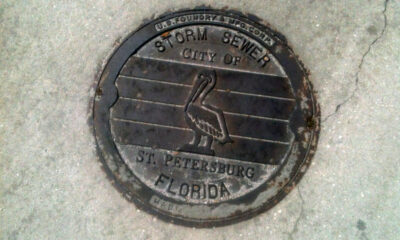 U.S. FOUNDRY & MFG. CORP.
STORM SEWER
CITY OF
ST. PETERSBURG
FLORIDA